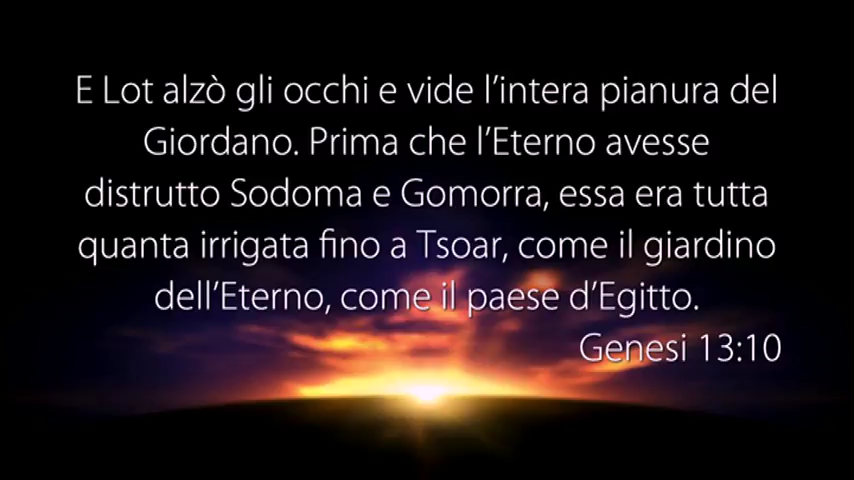 E Lot alzò gli occhi e vide l’intera pianura del
Giordano. Prima che l’Eterno avesse
distrutto Sodoma e Gomorra, essa era tutta
quanta irrigata fino a Tsoar, come il giardino
dell’Eterno, come il paese d’Egitto.
Genesi 13:10